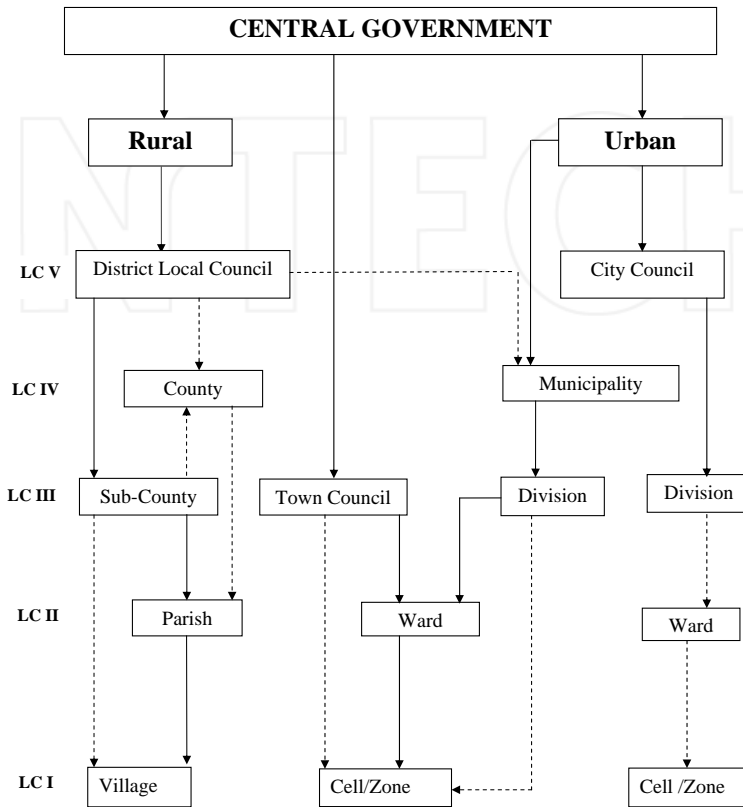 CENTRAL GOVERNMENT
Rural
Urban
LC V
District Local Council
City Council
LC IV
County
Municipality
LC III
Sub-County
Town Council
Division
Division
LC II
Parish
Ward
Ward
LC I
Village
Cell/Zone
Cell /Zone
INTECH